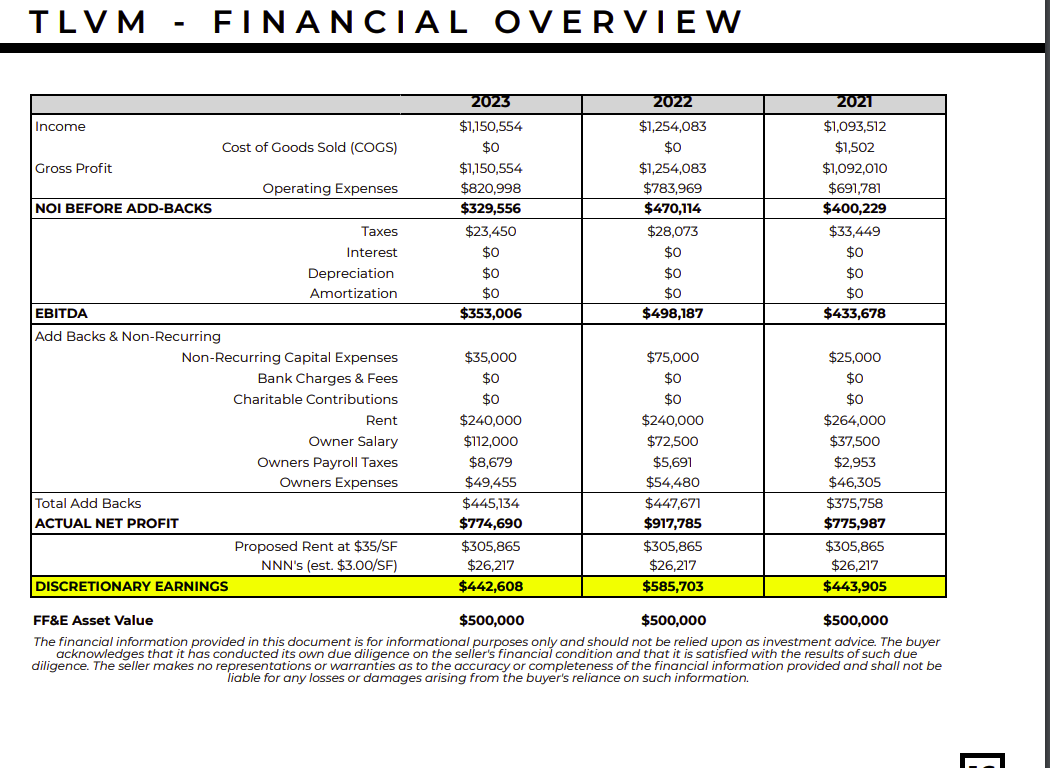 TLVM - FINANCIAL OVERVIEW
2023 2022 2021
Income $1,150,554 $1,254,083 $1,093,512
Cost of Goods Sold (COGS) $0 $0 $1,502
Gross Profit $1,150,554 $1,254,083 $1,092,010
Operating Expenses $820,998 $783,969 $691,781
NOI BEFORE ADD-BACKS $329,556 $470,114 $400,229
Taxes $23,450 $28,073 $33,449
Interest $0 $0 $0
Depreciation $0 $0 $0
Amortization $0 $0 $0
EBITDA $353,006 $498,187 $433,678
Add Backs & Non-Recurring
Non-Recurring Capital Expenses $35,000 $75,000 $25,000
Bank Charges & Fees $0 $0 $0
Charitable Contributions $0 $0 $0
Rent $240,000 $240,000 $264,000
Owner Salary $112,000 $72,500 $37,500
Owners Payroll Taxes $8,679 $5,691 $2,953
Owners Expenses $49,455 $54,480 $46,305
Total Add Backs $445,134 $447,671 $375,758
ACTUAL NET PROFIT $774,690 $917,785 $775,987
Proposed Rent at $35/SF $305,865 $305,865 $305,865
NNN's (est. $3.00/SF) $26,217 $26,217 $26,217
DISCRETIONARY EARNINGS $442,608 $585,703 $443,905
FF&E Asset Value $500,000 $500,000 $500,000
The financial information provided in this document is for informational purposes only and should not be relied upon as investment advice. The buyer
acknowledges that it has conducted its own due diligence on the seller's financial condition and that it is satisfied with the results of such due
diligence. The seller makes no representations or warranties as to the accuracy or completeness of the financial information provided and shall not be
liable for any losses or damages arising from the buyer's reliance on such information.